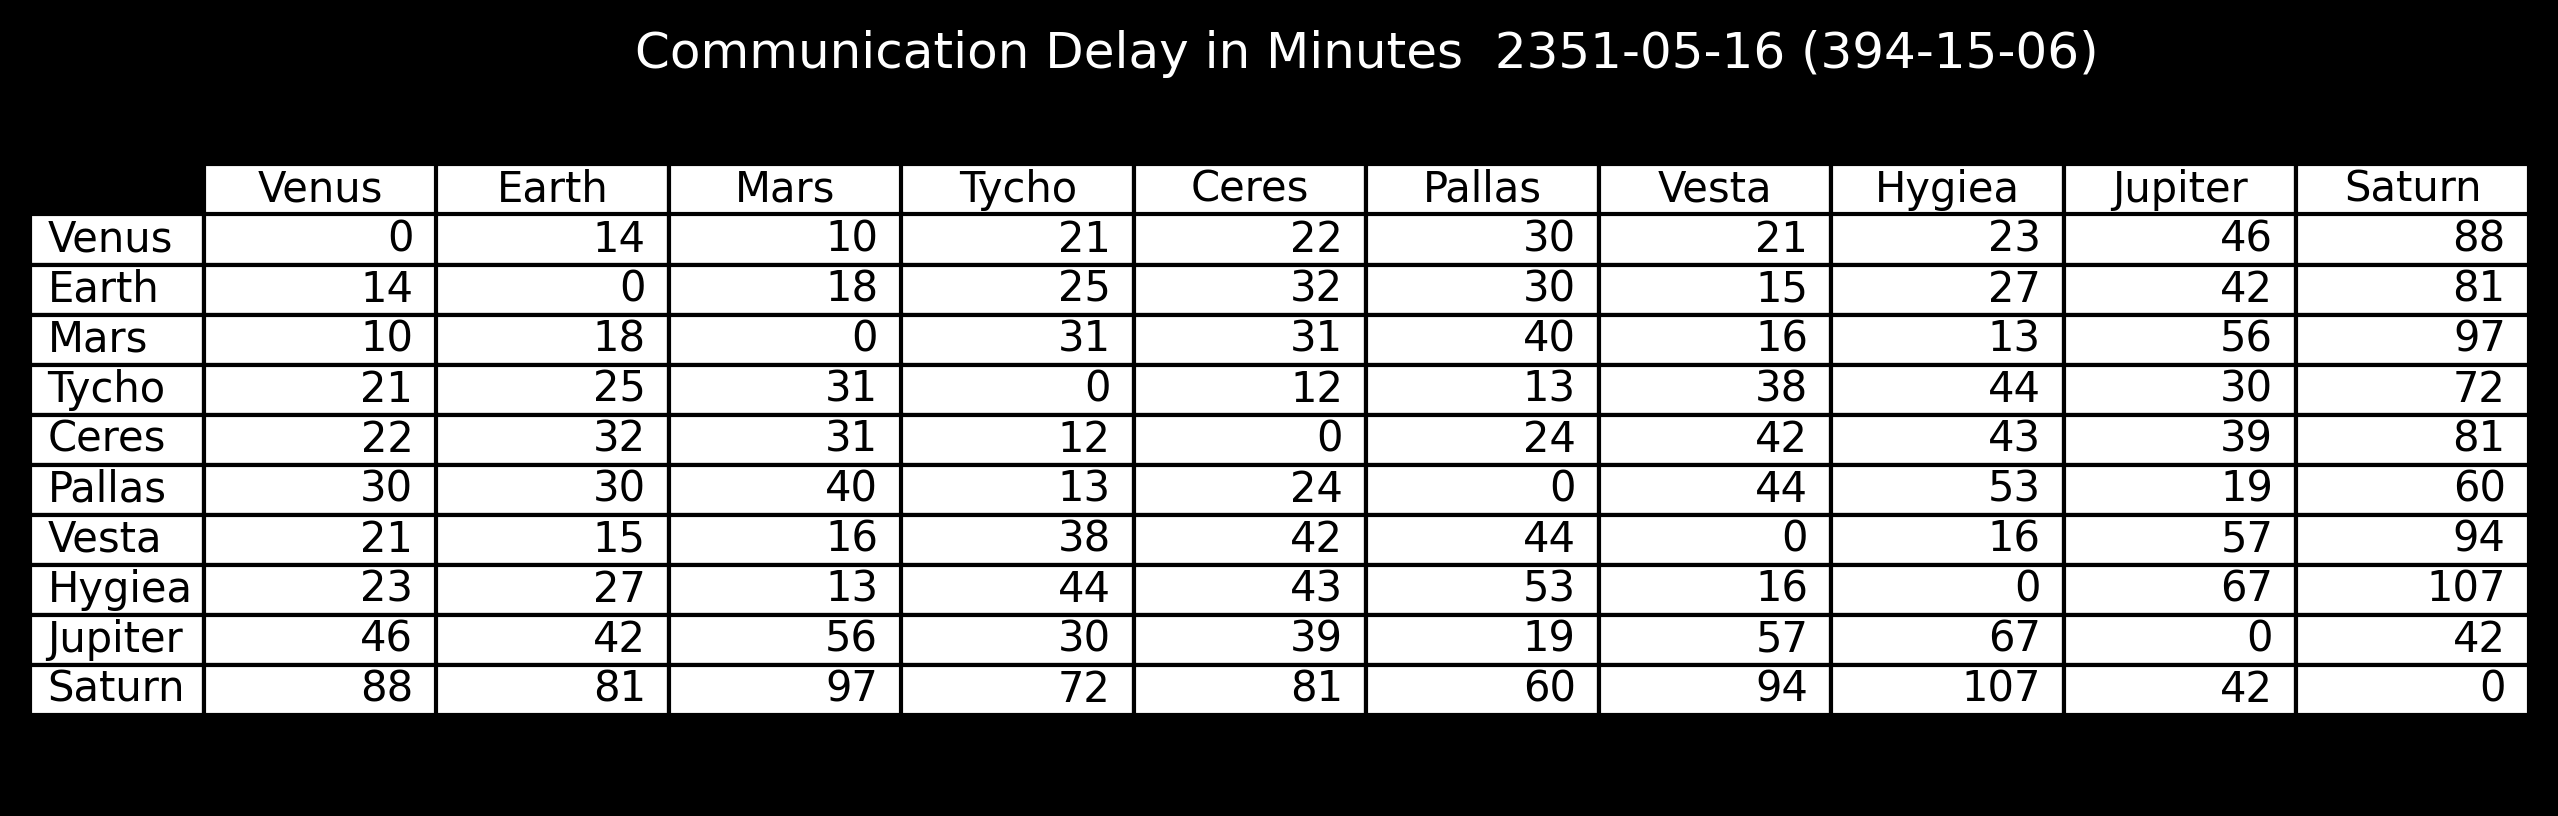 Communication Delay in Minutes  2351-05-16 (394-15-06)
Venus Earth Mars Tycho Ceres Pallas Vesta Hygiea Jupiter Saturn
Venus 0 14 10 21 22 30 21 23 46 88
Earth 14 0 18 25 32 30 15 27 42 81
Mars 10 18 0 31 31 40 16 13 56 97
Tycho 21 25 31 0 12 13 38 44 30 72
Ceres 22 32 31 12 0 24 42 43 39 81
Pallas 30 30 40 13 24 0 44 53 19 60
Vesta 21 15 16 38 42 44 0 16 57 94
Hygiea 23 27 13 44 43 53 16 0 67 107
Jupiter 46 42 56 30 39 19 57 67 0 42
Saturn 88 81 97 72 81 60 94 107 42 0